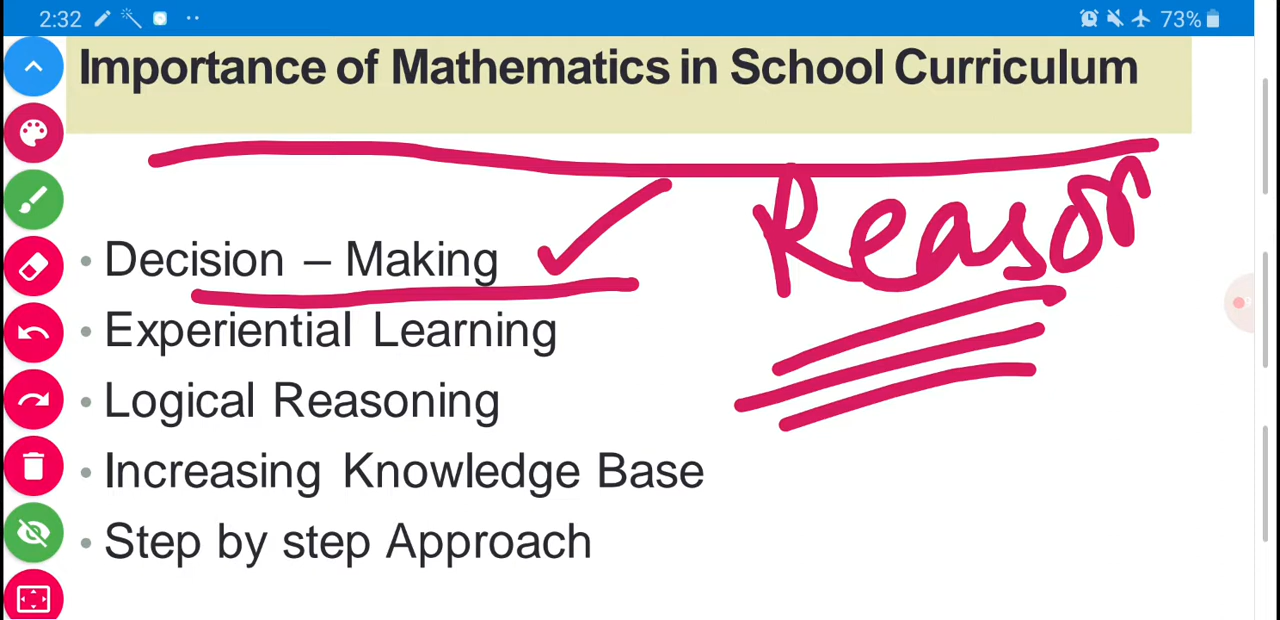 2:32 73%
Importance of Mathematics in School Curriculum
Reason
• Decision – Making
• Experiential Learning
• Logical Reasoning
• Increasing Knowledge Base
• Step by step Approach